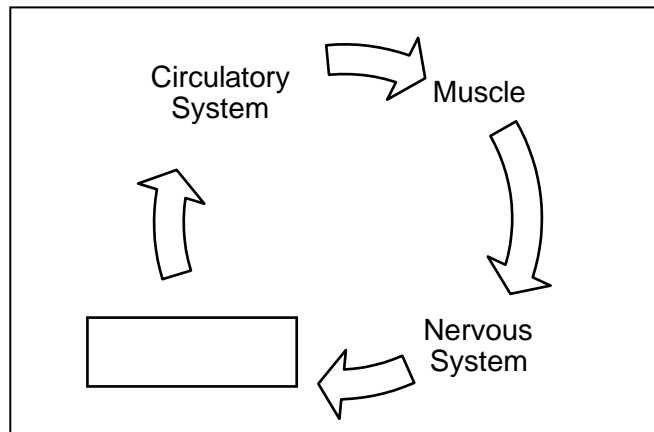 Circulatory
System
Muscle
Nervous
System